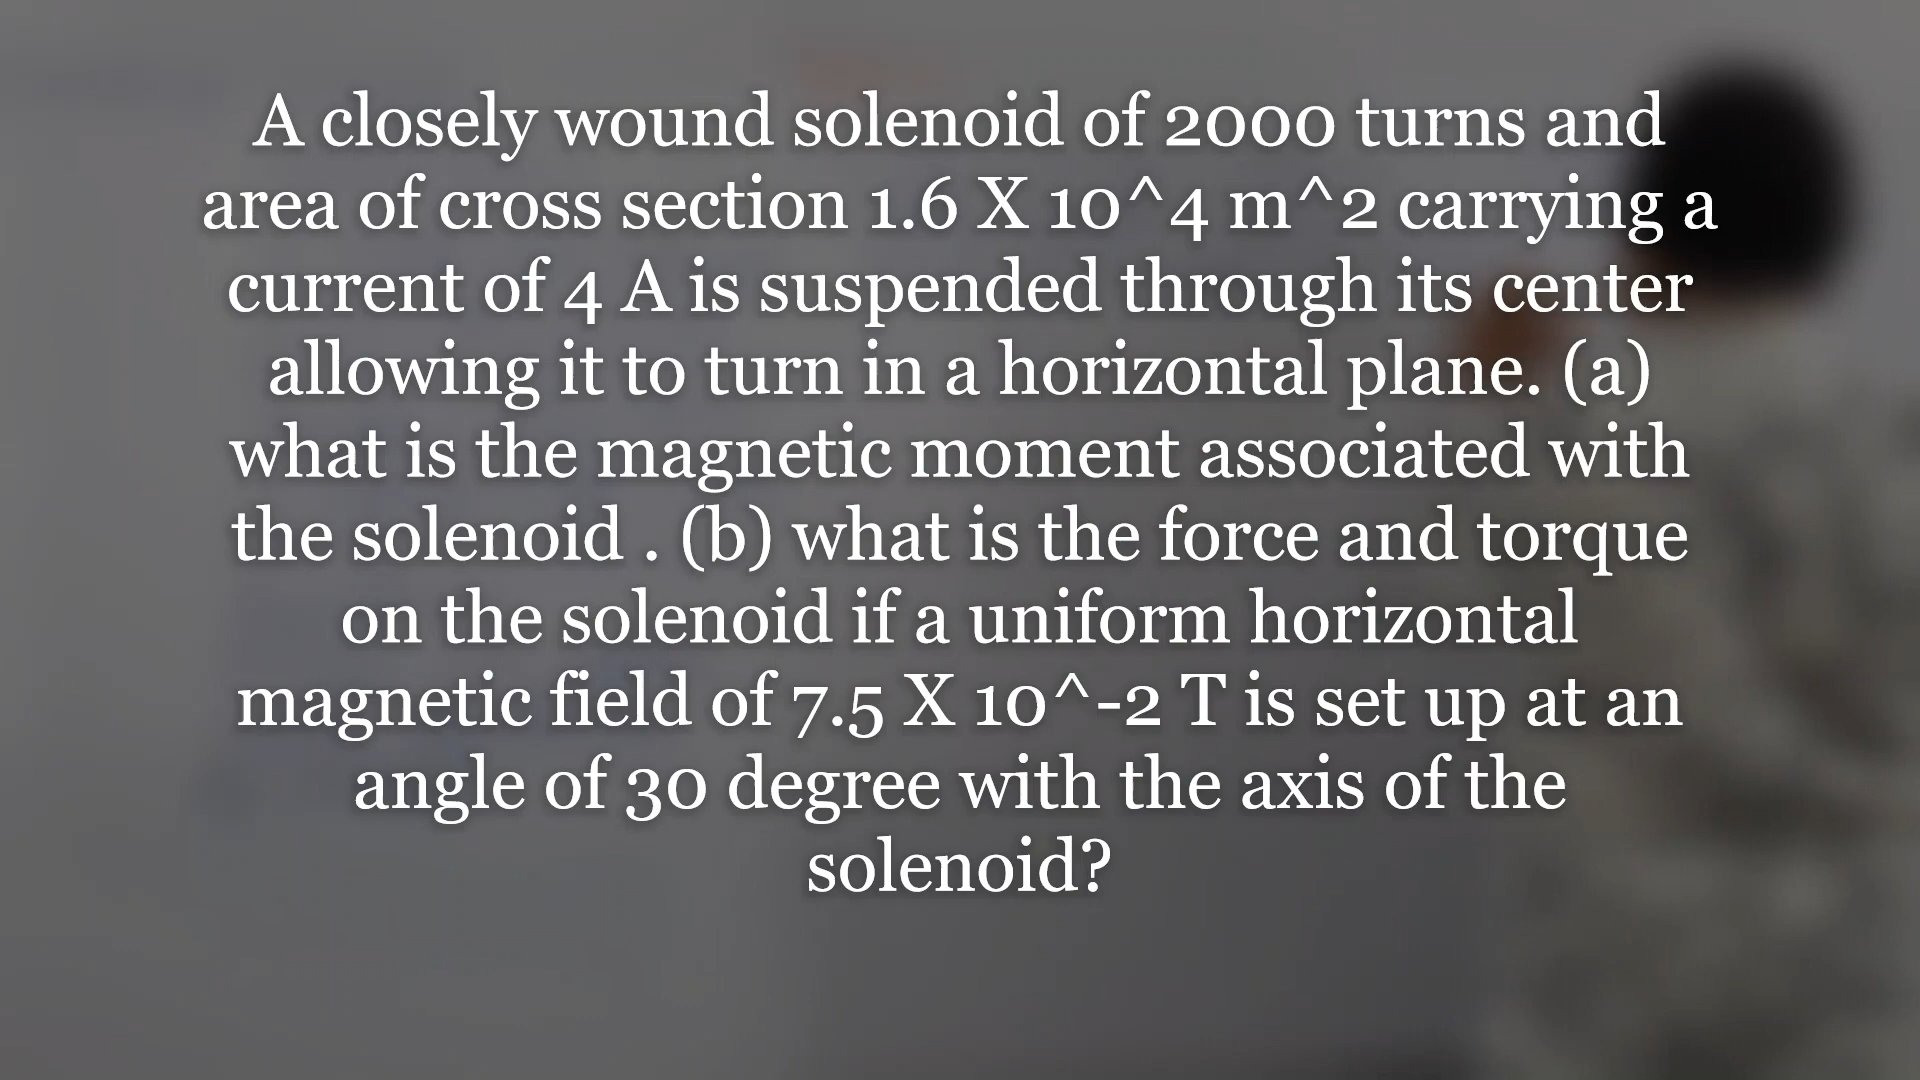 A closely wound solenoid of 2000 turns and
area of cross section 1.6 X 10^4 m^2 carrying a
current of 4 A is suspended through its center
allowing it to turn in a horizontal plane. (a)
what is the magnetic moment associated with
the solenoid . (b) what is the force and torque
on the solenoid if a uniform horizontal
magnetic field of 7.5 X 10^-2 T is set up at an
angle of 30 degree with the axis of the
solenoid?